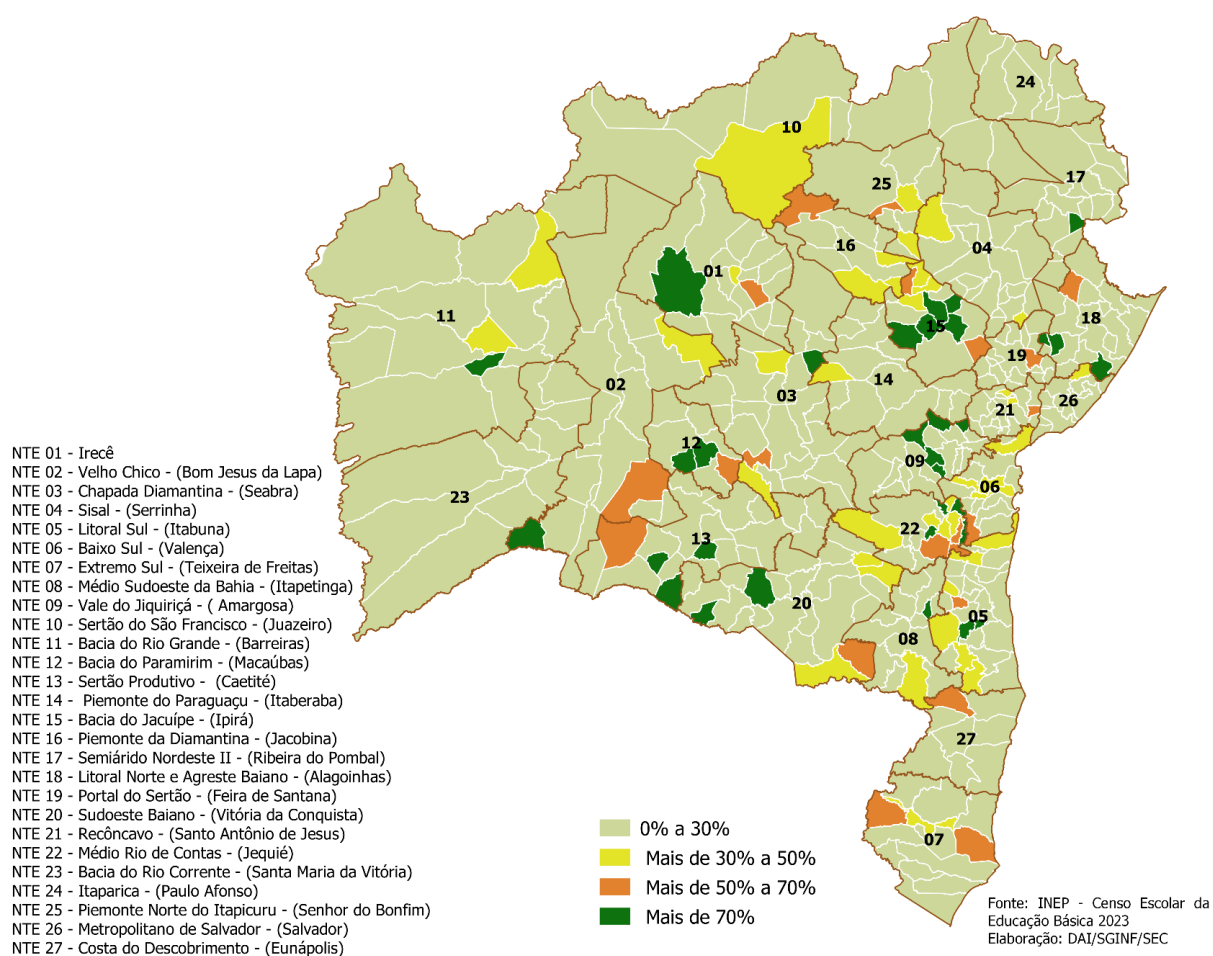 24
10
17
25
16
04
01
11
18
15
19
02
14
03
26
21
12
09
23
06
22
13
20
05
08
27
07
NTE 01 - Irecê
NTE 02 - Velho Chico - (Bom Jesus da Lapa)
NTE 03 - Chapada Diamantina - (Seabra)
NTE 04 - Sisal - (Serrinha)
NTE 05 - Litoral Sul - (Itabuna)
NTE 06 - Baixo Sul - (Valença)
NTE 07 - Extremo Sul - (Teixeira de Freitas)
NTE 08 - Médio Sudoeste da Bahia - (Itapetinga)
NTE 09 - Vale do Jiquiriçá - ( Amargosa)
NTE 10 - Sertão do São Francisco - (Juazeiro)
NTE 11 - Bacia do Rio Grande - (Barreiras)
NTE 12 - Bacia do Paramirim - (Macaúbas)
NTE 13 - Sertão Produtivo -  (Caetité)
NTE 14 -  Piemonte do Paraguaçu - (Itaberaba)
NTE 15 - Bacia do Jacuípe - (Ipirá)
NTE 16 - Piemonte da Diamantina - (Jacobina)
NTE 17 - Semiárido Nordeste II - (Ribeira do Pombal)
NTE 18 - Litoral Norte e Agreste Baiano - (Alagoinhas)
NTE 19 - Portal do Sertão - (Feira de Santana)
NTE 20 - Sudoeste Baiano - (Vitória da Conquista)
NTE 21 - Recôncavo - (Santo Antônio de Jesus)
NTE 22 - Médio Rio de Contas - (Jequié)
NTE 23 - Bacia do Rio Corrente - (Santa Maria da Vitória)
NTE 24 - Itaparica - (Paulo Afonso)
NTE 25 - Piemonte Norte do Itapicuru - (Senhor do Bonfim)
NTE 26 - Metropolitano de Salvador - (Salvador)
NTE 27 - Costa do Descobrimento - (Eunápolis)
0% a 30%
Mais de 30% a 50%
Mais de 50% a 70%
Mais de 70%
Fonte: INEP - Censo Escolar da
Educação Básica 2023
Elaboração: DAI/SGINF/SEC